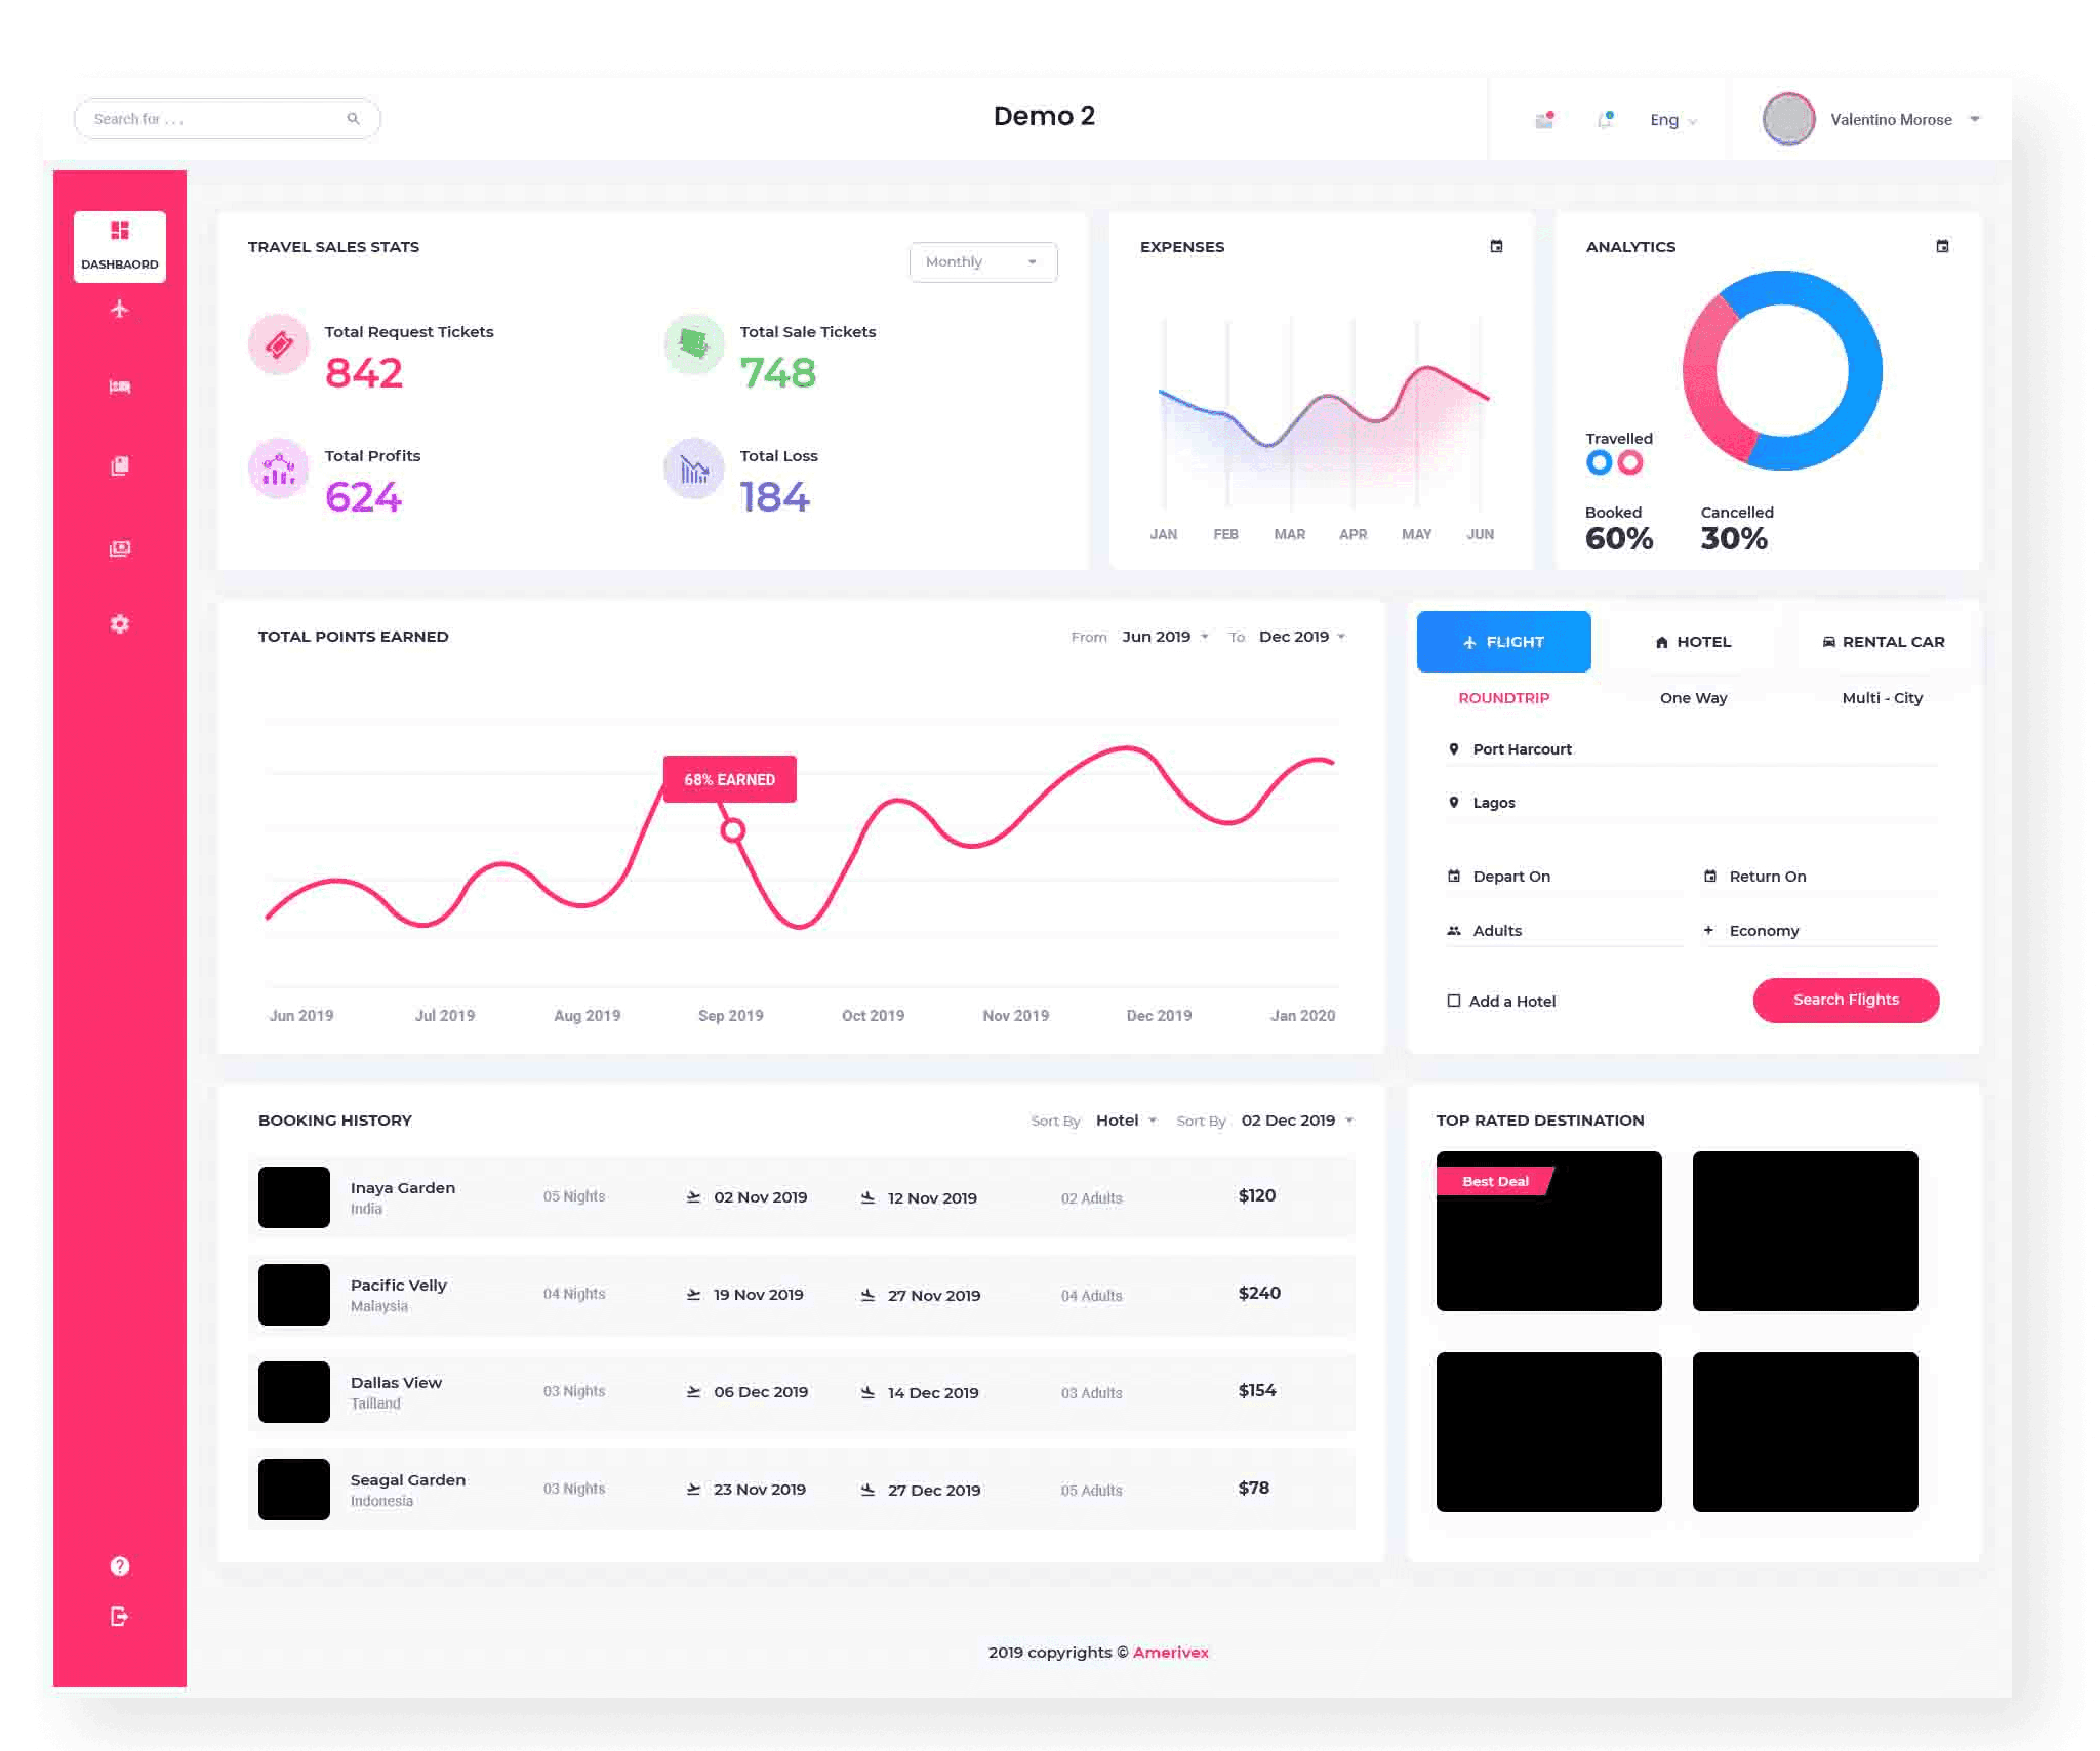 Search for . . .
Demo 2
Eng
Valentino Morose
DASHBAORD
TRAVEL SALES STATS
Monthly
Total Request Tickets
842
Total Sale Tickets
748
Total Profits
624
Total Loss
184
EXPENSES
JAN FEB MAR APR MAY JUN
ANALYTICS
Travelled
Booked
60%
Cancelled
30%
TOTAL POINTS EARNED
From Jun 2019 To Dec 2019
68% EARNED
Jun 2019 Jul 2019 Aug 2019 Sep 2019 Oct 2019 Nov 2019 Dec 2019 Jan 2020
FLIGHT HOTEL RENTAL CAR
ROUNDTRIP One Way Multi - City
Port Harcourt
Lagos
Depart On Return On
Adults + Economy
Add a Hotel Search Flights
BOOKING HISTORY
Sort By Hotel Sort By 02 Dec 2019
Inaya Garden
India
05 Nights 02 Nov 2019 12 Nov 2019 02 Adults $120
Pacific Velly
Malaysia
04 Nights 19 Nov 2019 27 Nov 2019 04 Adults $240
Dallas View
Tailland
03 Nights 06 Dec 2019 14 Dec 2019 03 Adults $154
Seagal Garden
Indonesia
03 Nights 23 Nov 2019 27 Dec 2019 05 Adults $78
TOP RATED DESTINATION
Best Deal
2019 copyrights © Amerivex